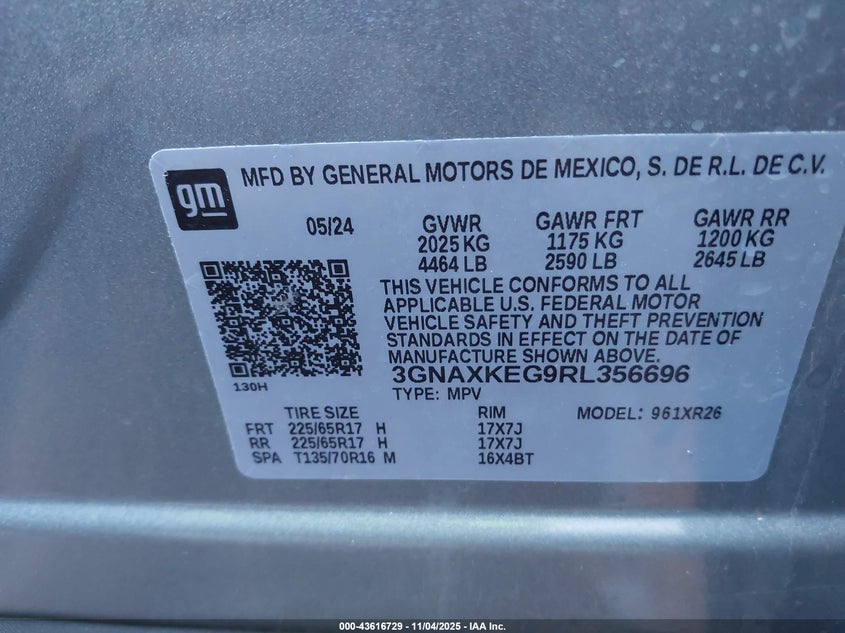 gm MFD BY GENERAL MOTORS DE MEXICO, S. DE R.L. DE C.V.
05/24 GVWR GAWR FRT GAWR RR
2025 KG 1175 KG 1200 KG
4464 LB 2590 LB 2645 LB
THIS VEHICLE CONFORMS TO ALL
APPLICABLE U.S. FEDERAL MOTOR
VEHICLE SAFETY AND THEFT PREVENTION
STANDARDS IN EFFECT ON THE DATE OF
MANUFACTURE SHOWN ABOVE.
130H 3GNAXKEG9RL356696
TYPE: MPV
TIRE SIZE RIM MODEL: 961XR26
FRT 225/65R17 H 17X7J
RR 225/65R17 H 17X7J
SPA T135/70R16 M 16X4BT
000-43616729 - 11/04/2025 - IAA Inc.